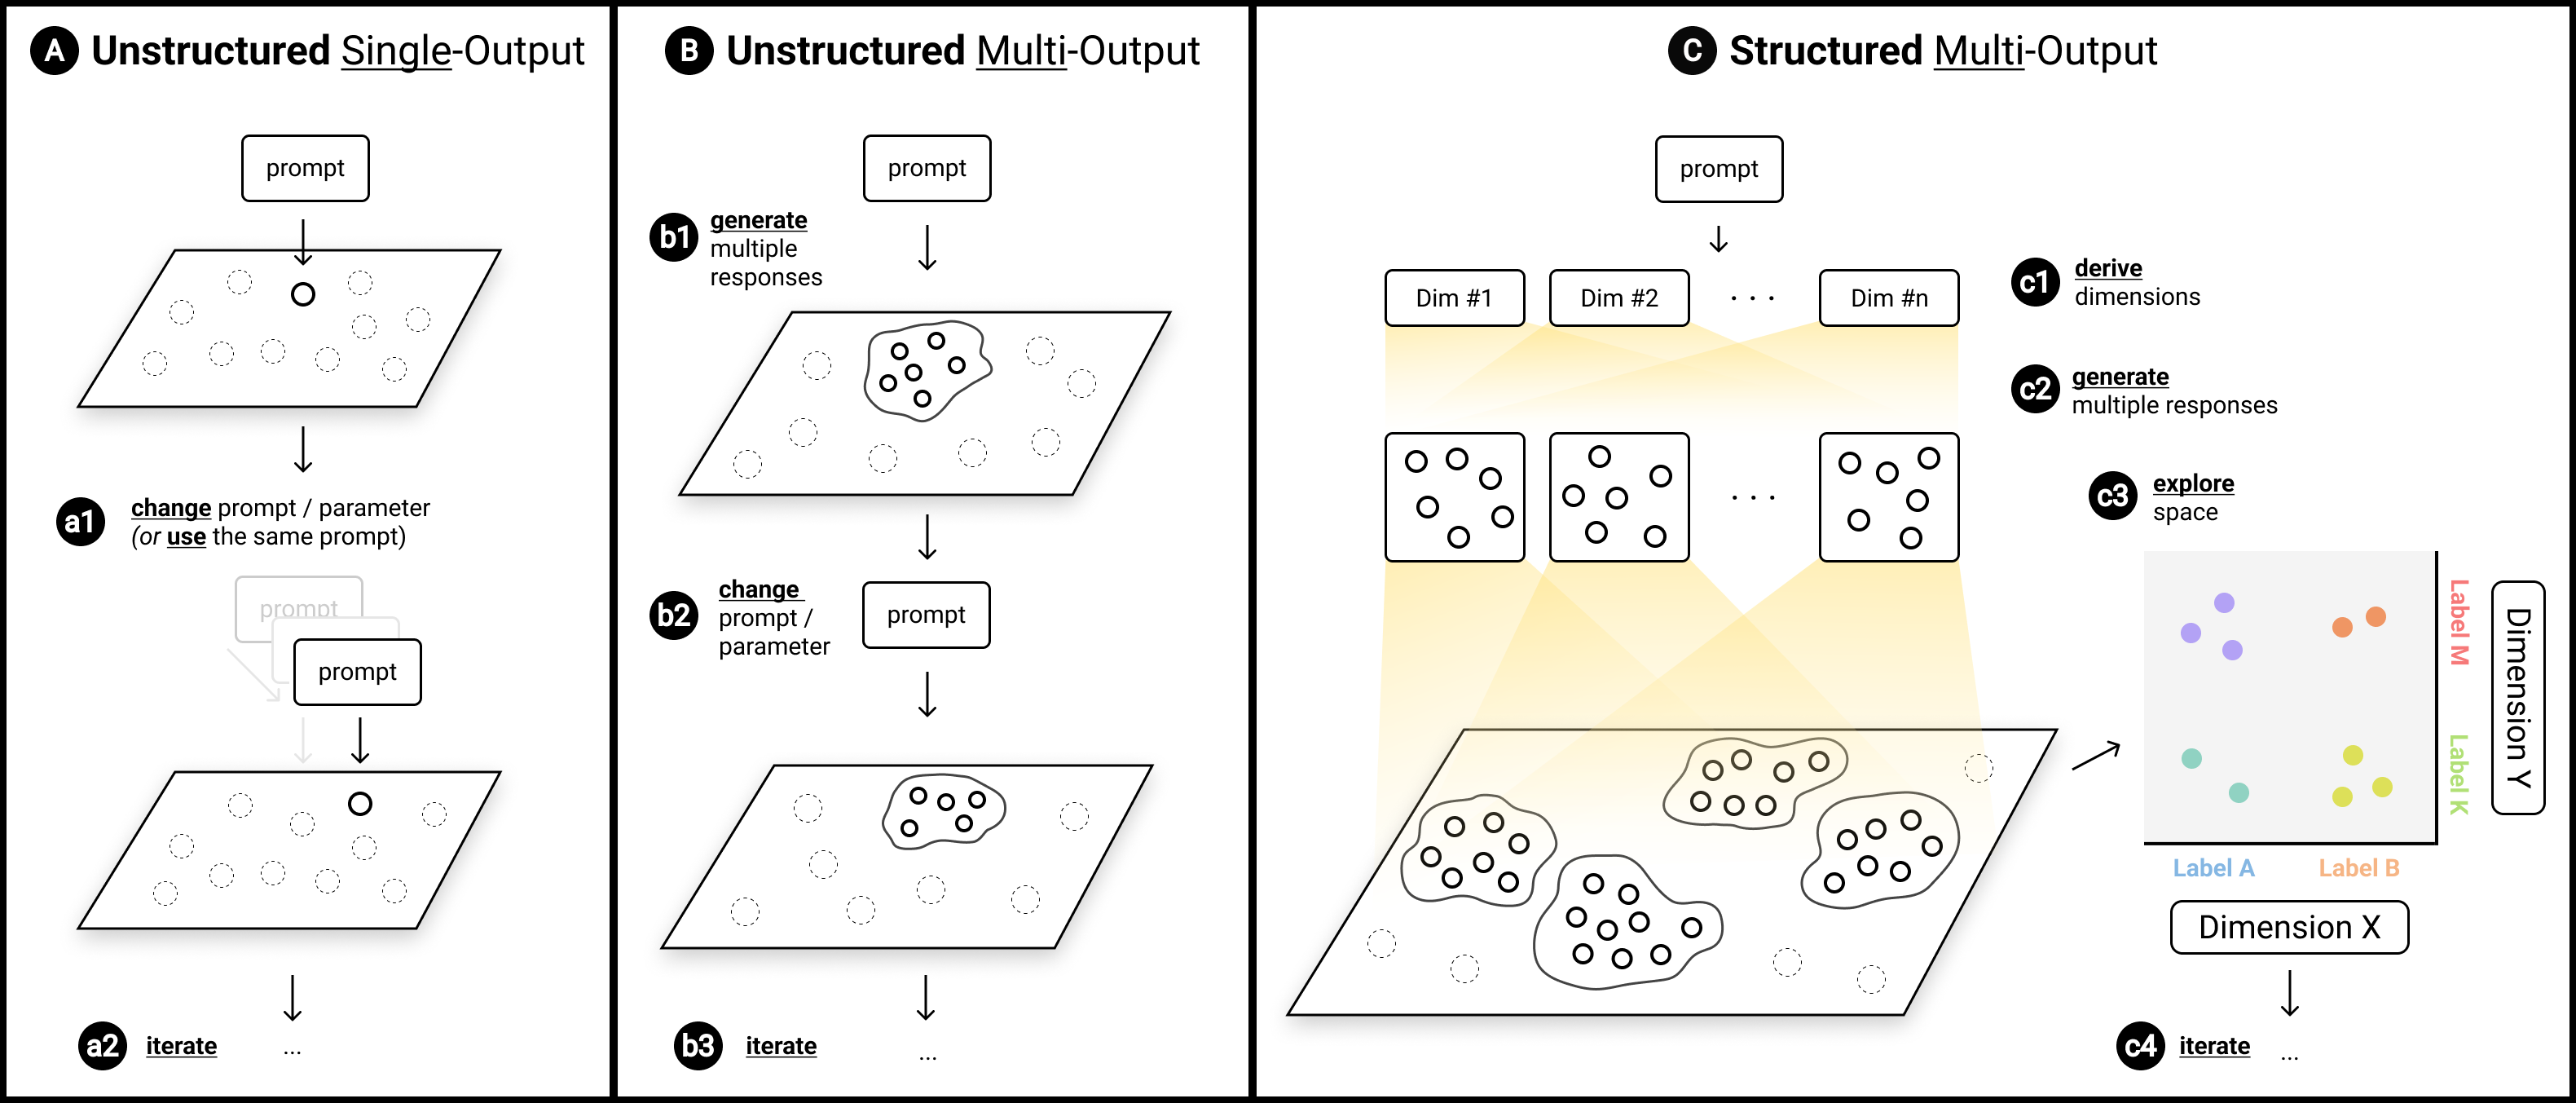 A Unstructured Single-Output
prompt
a1 change prompt / parameter
(or use the same prompt)
prompt
prompt
a2 iterate ...
B Unstructured Multi-Output
prompt
b1 generate
multiple
responses
b2 change
prompt /
parameter
prompt
b3 iterate ...
C Structured Multi-Output
prompt
Dim #1 Dim #2 . . . Dim #n
c1 derive
dimensions
c2 generate
multiple responses
. . .
c3 explore
space
Label M
Label K
Dimension Y
Label A Label B
Dimension X
c4 iterate ...